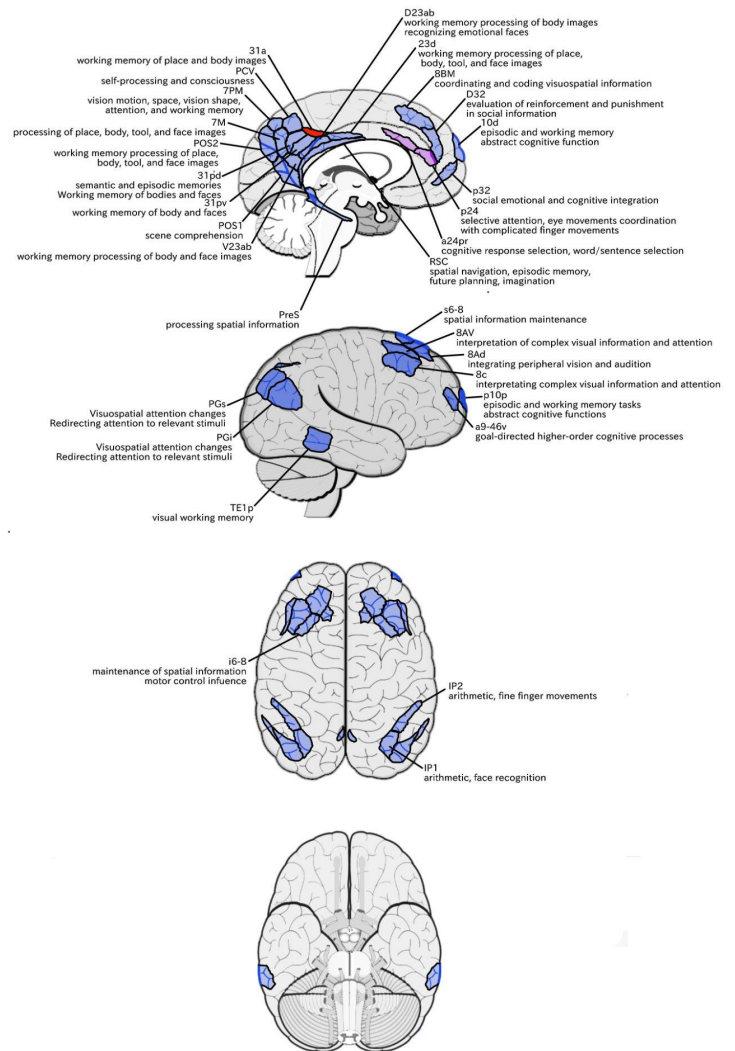 D23ab
working memory processing of body images
recognizing emotional faces
23d
working memory processing of place,
body, tool, and face images
8BM
coordinating and coding visuospatial information
D32
evaluation of reinforcement and punishment
in social information
10d
episodic and working memory
abstract cognitive function
31a
working memory of place and body images
PCV
self-processing and consciousness
7PM
vision motion, space, vision shape,
attention, and working memory
7M
processing of place, body, tool, and face images
POS2
working memory processing of place,
body, tool, and face images
31pd
semantic and episodic memories
Working memory of bodies and faces
31pv
working memory of body and faces
POS1
scene comprehension
V23ab
working memory processing of body and face images
p32
social emotional and cognitive integration
p24
selective attention, eye movements coordination
with complicated finger movements
a24pr
cognitive response selection, word/sentence selection
RSC
spatial navigation, episodic memory,
future planning, imagination
PreS
processing spatial information
s6-8
spatial information maintenance
8AV
interpretation of complex visual information and attention
8Ad
integrating peripheral vision and audition
8c
interpretating complex visual information and attention
p10p
episodic and working memory tasks
abstract cognitive functions
a9-46v
goal-directed higher-order cognitive processes
PGs
Visuospatial attention changes
Redirecting attention to relevant stimuli
PGi
Visuospatial attention changes
Redirecting attention to relevant stimuli
TE1p
visual working memory
i6-8
maintenance of spatial information
motor control infuence
IP2
arithmetic, fine finger movements
IP1
arithmetic, face recognition